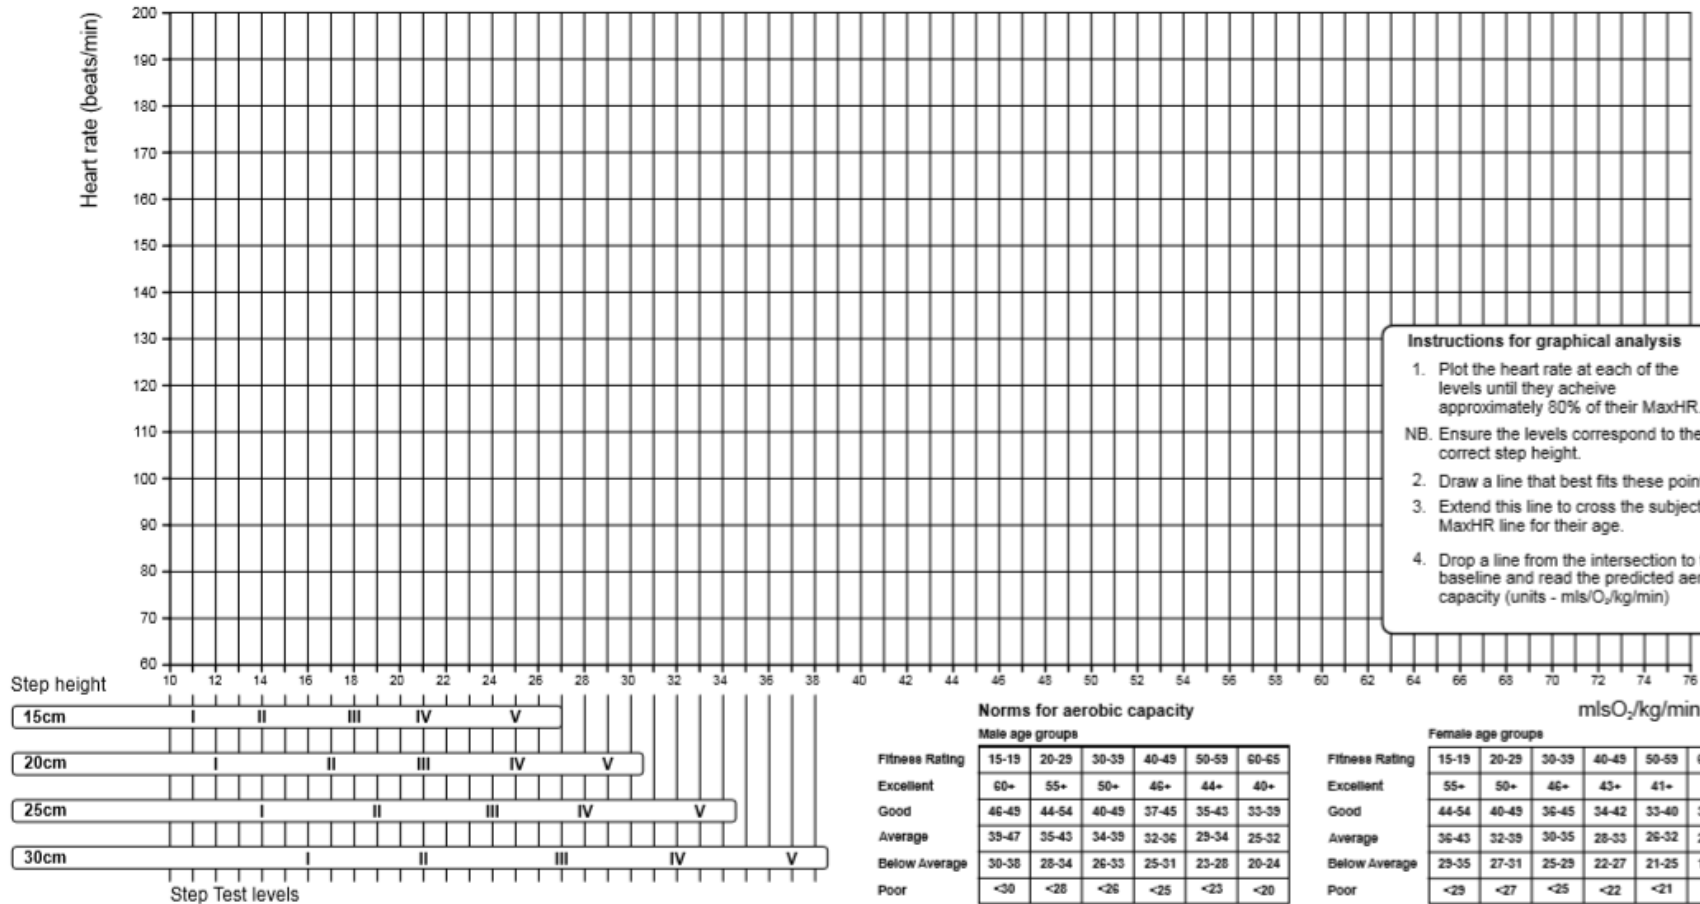 Heart rate (beats/min)
200
190
180
170
160
150
140
130
120
110
100
90
80
70
60
10 12 14 16 18 20 22 24 26 28 30 32 34 36 38 40 42 44 46 48 50 52 54 56 58 60 62 64 66 68 70 72 74 76
mlsO₂/kg/min
Instructions for graphical analysis
1. Plot the heart rate at each of the
levels until they acheive
approximately 80% of their MaxHR.
NB. Ensure the levels correspond to the
correct step height.
2. Draw a line that best fits these
3. Extend this line to cross the
MaxHR line for their age.
4. Drop a line from the intersection to
baseline and read the predicted
capacity (units - mls/O₂/kg/min)
Step height
15cm I II III IV V
20cm I II III IV V
25cm I II III IV V
30cm I II III IV V
Step Test levels
Norms for aerobic capacity
Male age groups
Fitness Rating 15-19 20-29 30-39 40-49 50-59 60-65
Excellent 60+ 55+ 50+ 46+ 44+ 40+
Good 46-49 44-54 40-49 37-45 35-43 33-39
Average 39-47 35-43 34-39 32-36 29-34 25-32
Below Average 30-38 28-34 26-33 25-31 23-28 20-24
Poor <30 <28 <26 <25 <23 <20
Female age groups
Fitness Rating 15-19 20-29 30-39 40-49 50-59
Excellent 55+ 50+ 46+ 43+ 41+
Good 44-54 40-49 36-45 34-42 33-40
Average 36-43 32-39 30-35 28-33 26-32
Below Average 29-35 27-31 25-29 22-27 21-25
Poor <29 <27 <25 <22 <21